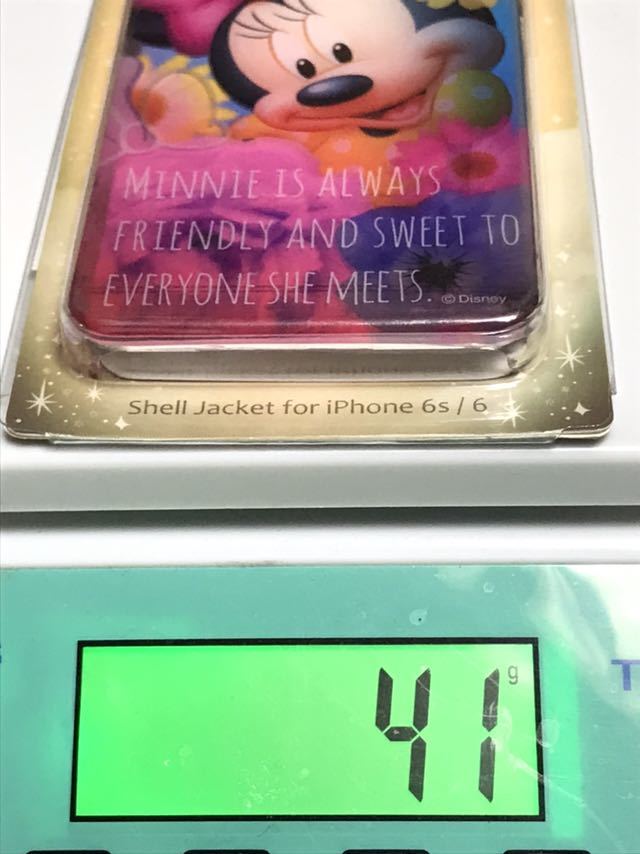 MINNIE IS ALWAYS
FRIENDLY AND SWEET TO
EVERYONE SHE MEETS. © Disney
Shell Jacket for iPhone 6s / 6
41 g
T